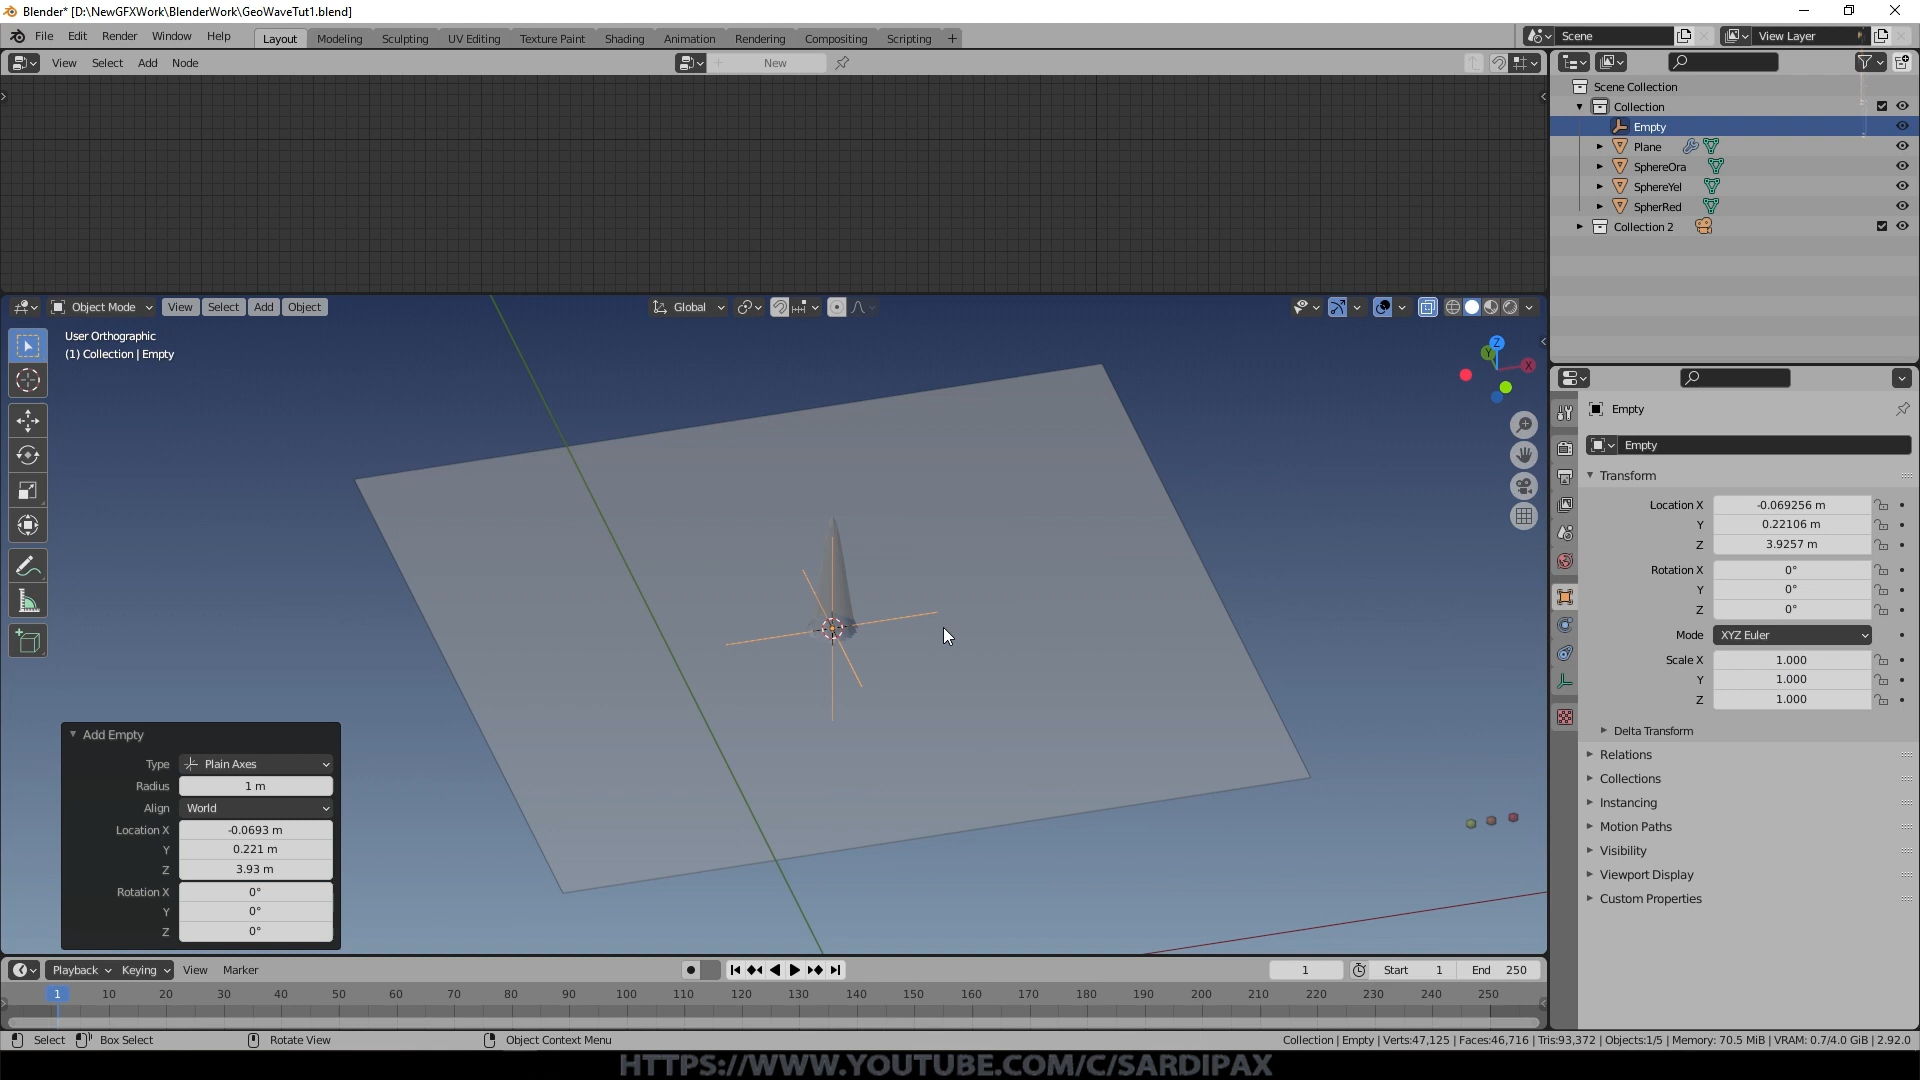 Blender* [D:\NewGFXWork\BlenderWork\GeoWaveTut1.blend]
File Edit Render Window Help Layout Modeling Sculpting UV Editing Texture Paint Shading Animation Rendering Compositing Scripting + Scene View Layer
View Select Add Node New
Scene Collection
Collection
Empty
Plane
SphereOra
SphereYel
SpherRed
Collection 2
Object Mode View Select Add Object Global
User Orthographic
(1) Collection | Empty
Z
Y
X
Empty
Empty
Transform
Location X -0.069256 m
Y 0.22106 m
Z 3.9257 m
Rotation X 0°
Y 0°
Z 0°
Mode XYZ Euler
Scale X 1.000
Y 1.000
Z 1.000
Delta Transform
Relations
Collections
Instancing
Motion Paths
Visibility
Viewport Display
Custom Properties
Add Empty
Type Plain Axes
Radius 1 m
Align World
Location X -0.0693 m
Y 0.221 m
Z 3.93 m
Rotation X 0°
Y 0°
Z 0°
Playback Keying View Marker 1 Start 1 End 250
1 10 20 30 40 50 60 70 80 90 100 110 120 130 140 150 160 170 180 190 200 210 220 230 240 250
Select Box Select Rotate View Object Context Menu Collection | Empty | Verts:47,125 | Faces:46,716 | Tris:93,372 | Objects:1/5 | Memory: 70.5 MiB | VRAM: 0.7/4.0 GiB | 2.92.0
HTTPS://WWW.YOUTUBE.COM/C/SARDIPAX